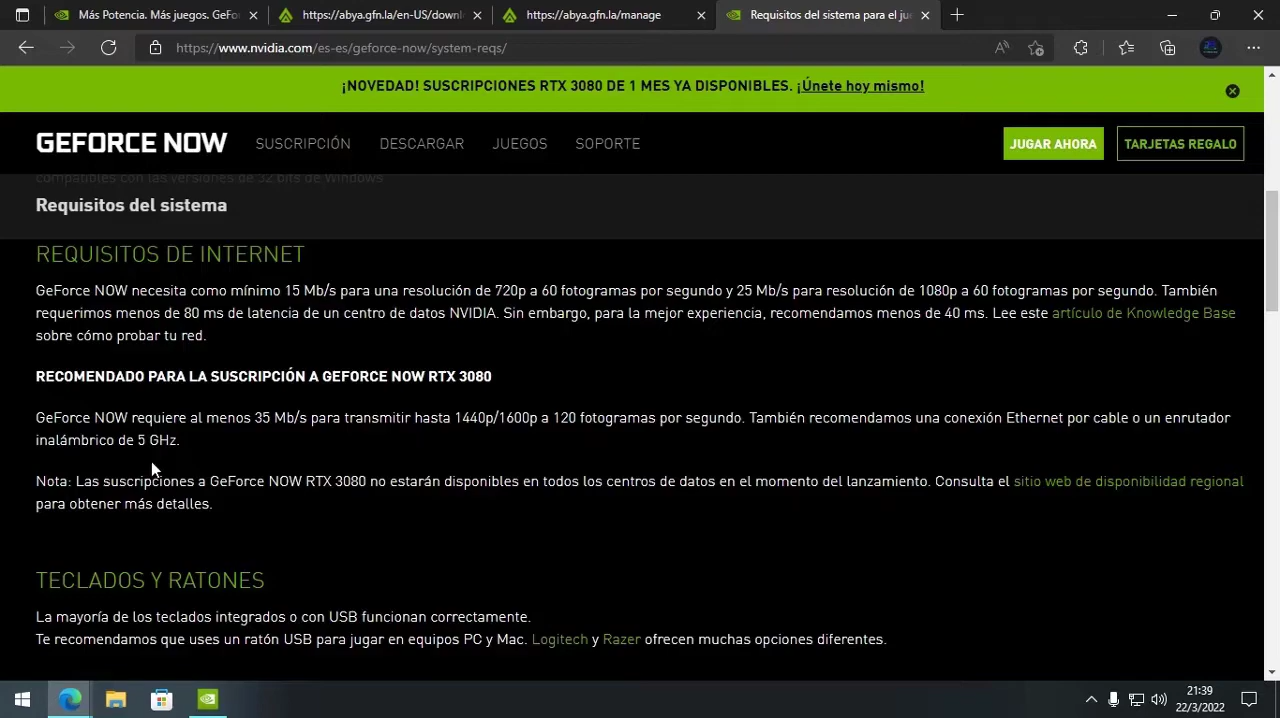 Más Potencia. Más juegos. GeFo
https://abya.gfn.la/en-US/downl
https://abya.gfn.la/manage
Requisitos del sistema para el jue
https://www.nvidia.com/es-es/geforce-now/system-reqs/
¡NOVEDAD! SUSCRIPCIONES RTX 3080 DE 1 MES YA DISPONIBLES. ¡Únete hoy mismo!
GEFORCE NOW
SUSCRIPCIÓN
DESCARGAR
JUEGOS
SOPORTE
JUGAR AHORA
TARJETAS REGALO
compatibles con las versiones de 32 bits de Windows
Requisitos del sistema
REQUISITOS DE INTERNET
GeForce NOW necesita como mínimo 15 Mb/s para una resolución de 720p a 60 fotogramas por segundo y 25 Mb/s para resolución de 1080p a 60 fotogramas por segundo. También
requerimos menos de 80 ms de latencia de un centro de datos NVIDIA. Sin embargo, para la mejor experiencia, recomendamos menos de 40 ms. Lee este artículo de Knowledge Base
sobre cómo probar tu red.
RECOMENDADO PARA LA SUSCRIPCIÓN A GEFORCE NOW RTX 3080
GeForce NOW requiere al menos 35 Mb/s para transmitir hasta 1440p/1600p a 120 fotogramas por segundo. También recomendamos una conexión Ethernet por cable o un enrutador
inalámbrico de 5 GHz.
Nota: Las suscripciones a GeForce NOW RTX 3080 no estarán disponibles en todos los centros de datos en el momento del lanzamiento. Consulta el sitio web de disponibilidad regional
para obtener más detalles.
TECLADOS Y RATONES
La mayoría de los teclados integrados o con USB funcionan correctamente.
Te recomendamos que uses un ratón USB para jugar en equipos PC y Mac. Logitech y Razer ofrecen muchas opciones diferentes.
21:39
22/3/2022